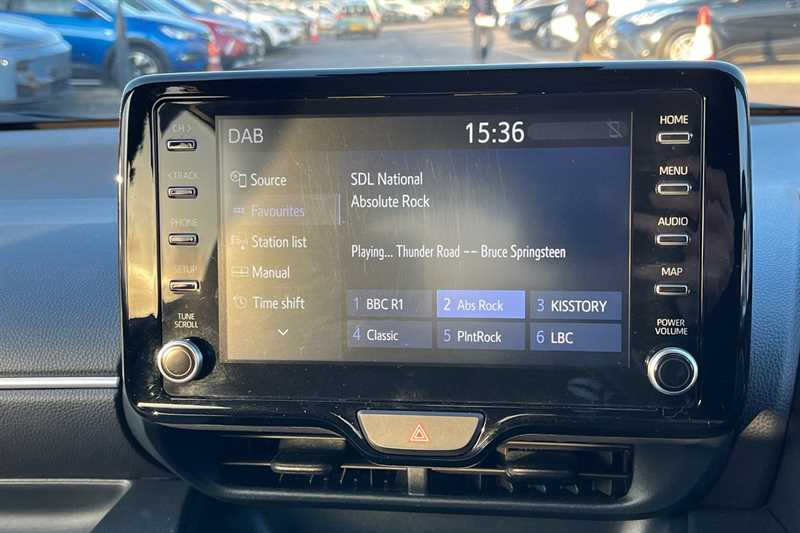 DAB 15:36
CH >
< TRACK
PHONE
SETUP
TUNE
SCROLL
Source
Favourites
Station list
Manual
Time shift
SDL National
Absolute Rock
Playing... Thunder Road -- Bruce Springsteen
1 BBC R1 2 Abs Rock 3 KISSTORY
4 Classic 5 PlntRock 6 LBC
HOME
MENU
AUDIO
MAP
POWER
VOLUME